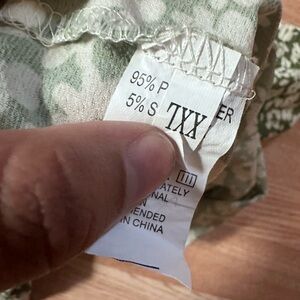 95% P
5% S
TXX
ER
ATELY
NAL
N
ENDED
N CHINA